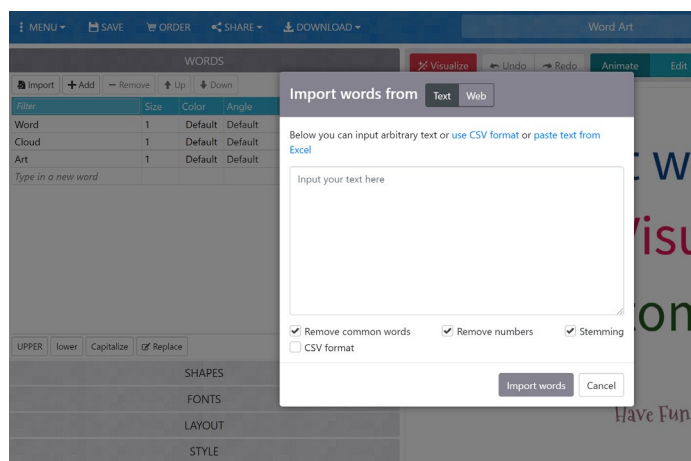 MENU SAVE ORDER SHARE DOWNLOAD Word Art
WORDS
Visualize Undo Redo Animate Edit
Import Add Remove Up Down
Filter Size Color Angle
Word 1 Default Default
Cloud 1 Default Default
Art 1 Default Default
Type in a new word
Import words from Text Web
Below you can input arbitrary text or use CSV format or paste text from
Excel
Input your text here
Remove common words Remove numbers Stemming
CSV format
Import words Cancel
UPPER lower Capitalize Replace
SHAPES
FONTS
LAYOUT
STYLE
Have Fun